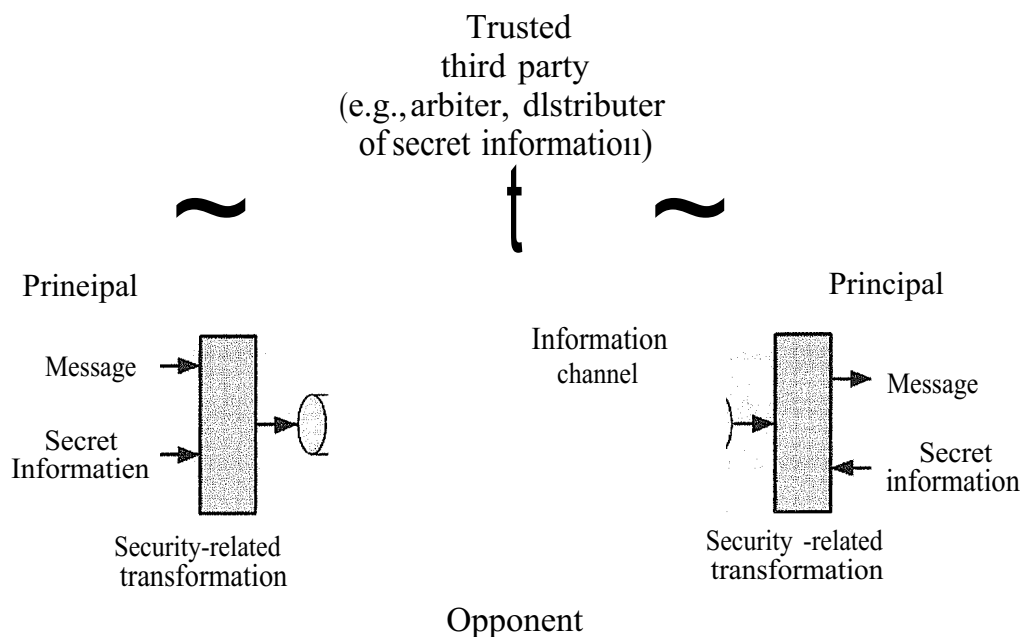 Trusted
third party
(e.g., arbiter, dlstributer
of secret informatio11)
~ t ~
Prineipal
Principal
Message
Secret
Informatien
Information
channel
Message
Secret
information
Security-related
transformation
Security -related
transformation
Opponent